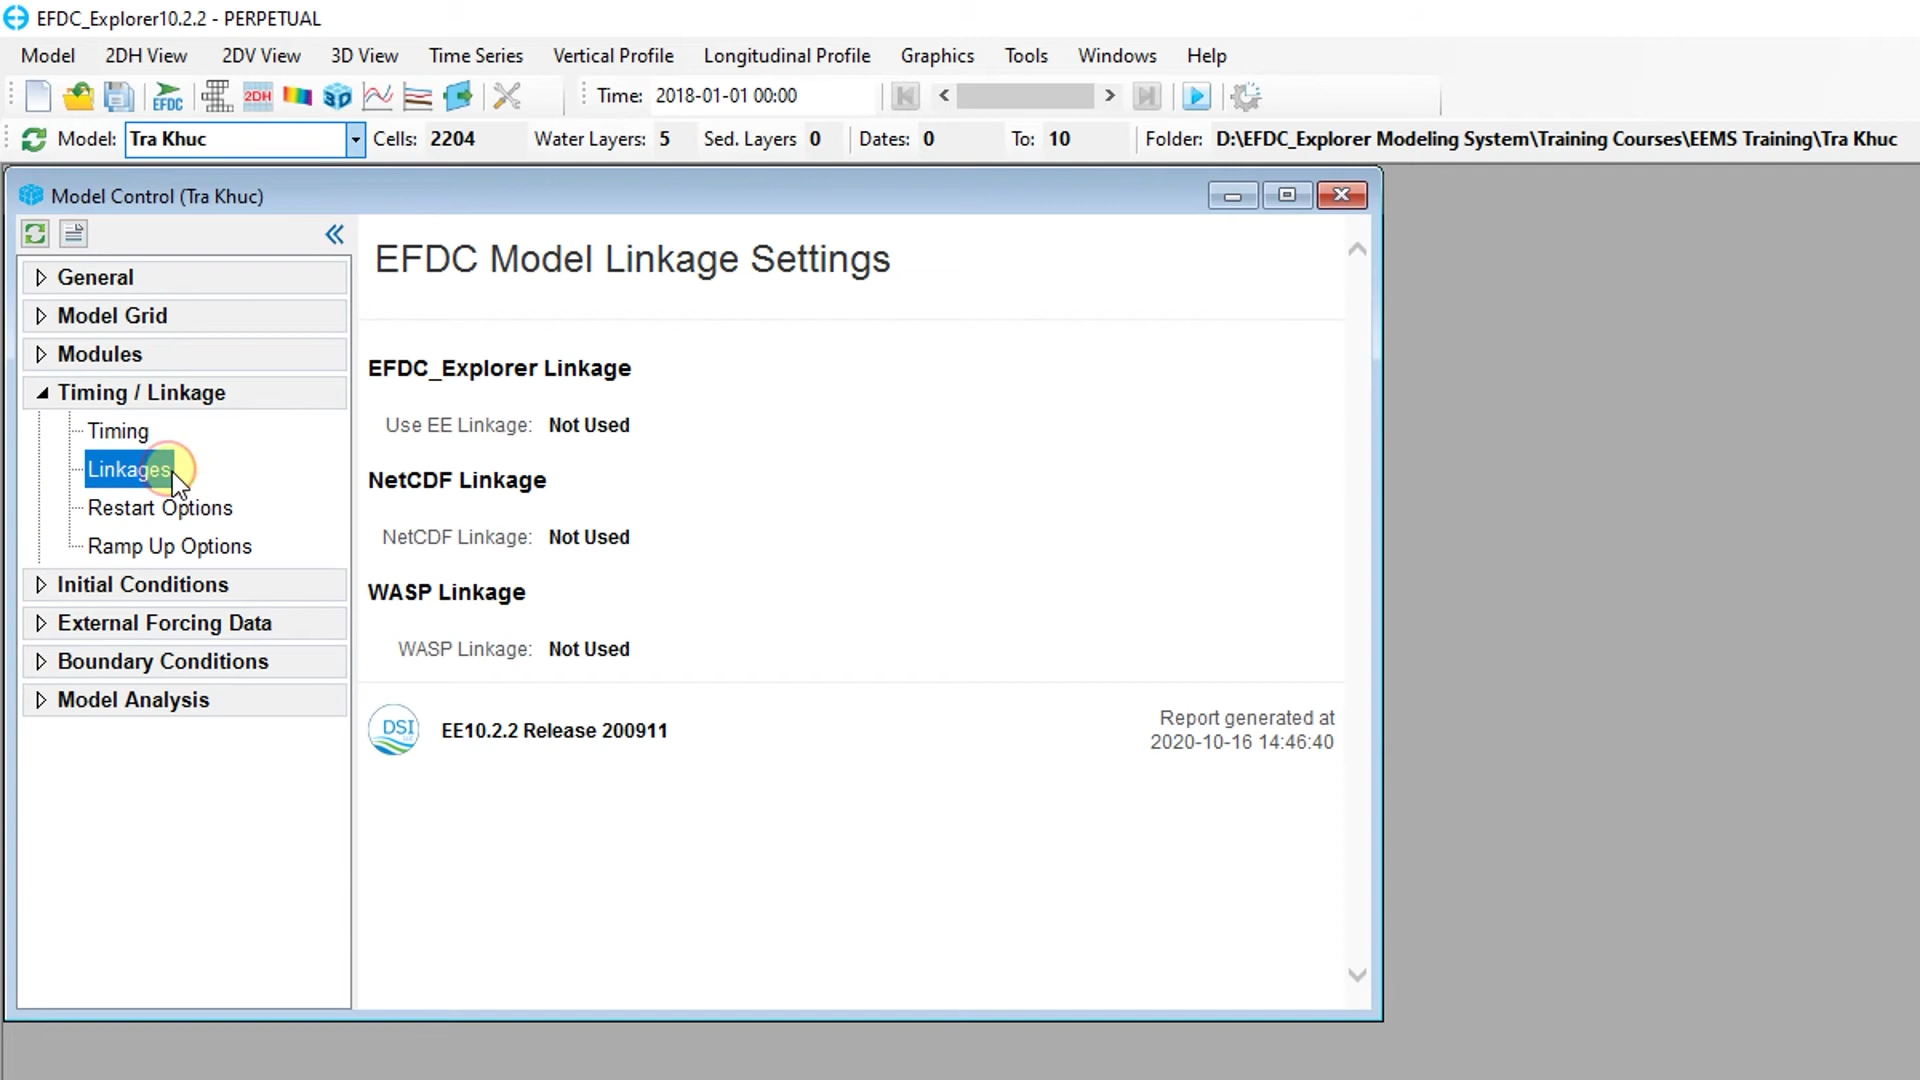 EFDC_Explorer10.2.2 - PERPETUAL
Model 2DH View 2DV View 3D View Time Series Vertical Profile Longitudinal Profile Graphics Tools Windows Help
EFDC 2DH 3D Time: 2018-01-01 00:00
Model: Tra Khuc Cells: 2204 Water Layers: 5 Sed. Layers 0 Dates: 0 To: 10 Folder: D:\EFDC_Explorer Modeling System\Training Courses\EEMS Training\Tra Khuc
Model Control (Tra Khuc)
General
Model Grid
Modules
Timing / Linkage
Timing
Linkages
Restart Options
Ramp Up Options
Initial Conditions
External Forcing Data
Boundary Conditions
Model Analysis
EFDC Model Linkage Settings
EFDC_Explorer Linkage
Use EE Linkage: Not Used
NetCDF Linkage
NetCDF Linkage: Not Used
WASP Linkage
WASP Linkage: Not Used
DSI
EE10.2.2 Release 200911
Report generated at
2020-10-16 14:46:40